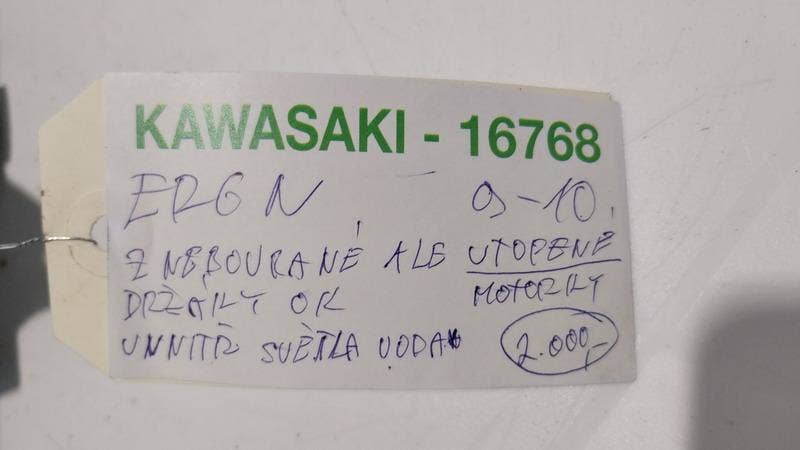 KAWASAKI - 16768
ER6N 09-10.
Z NEBOURANÉ ALE UTOPENÉ
DRŽÁKY OK MOTORKY
UVNITŘ SVĚTLA VODA
2.000,-